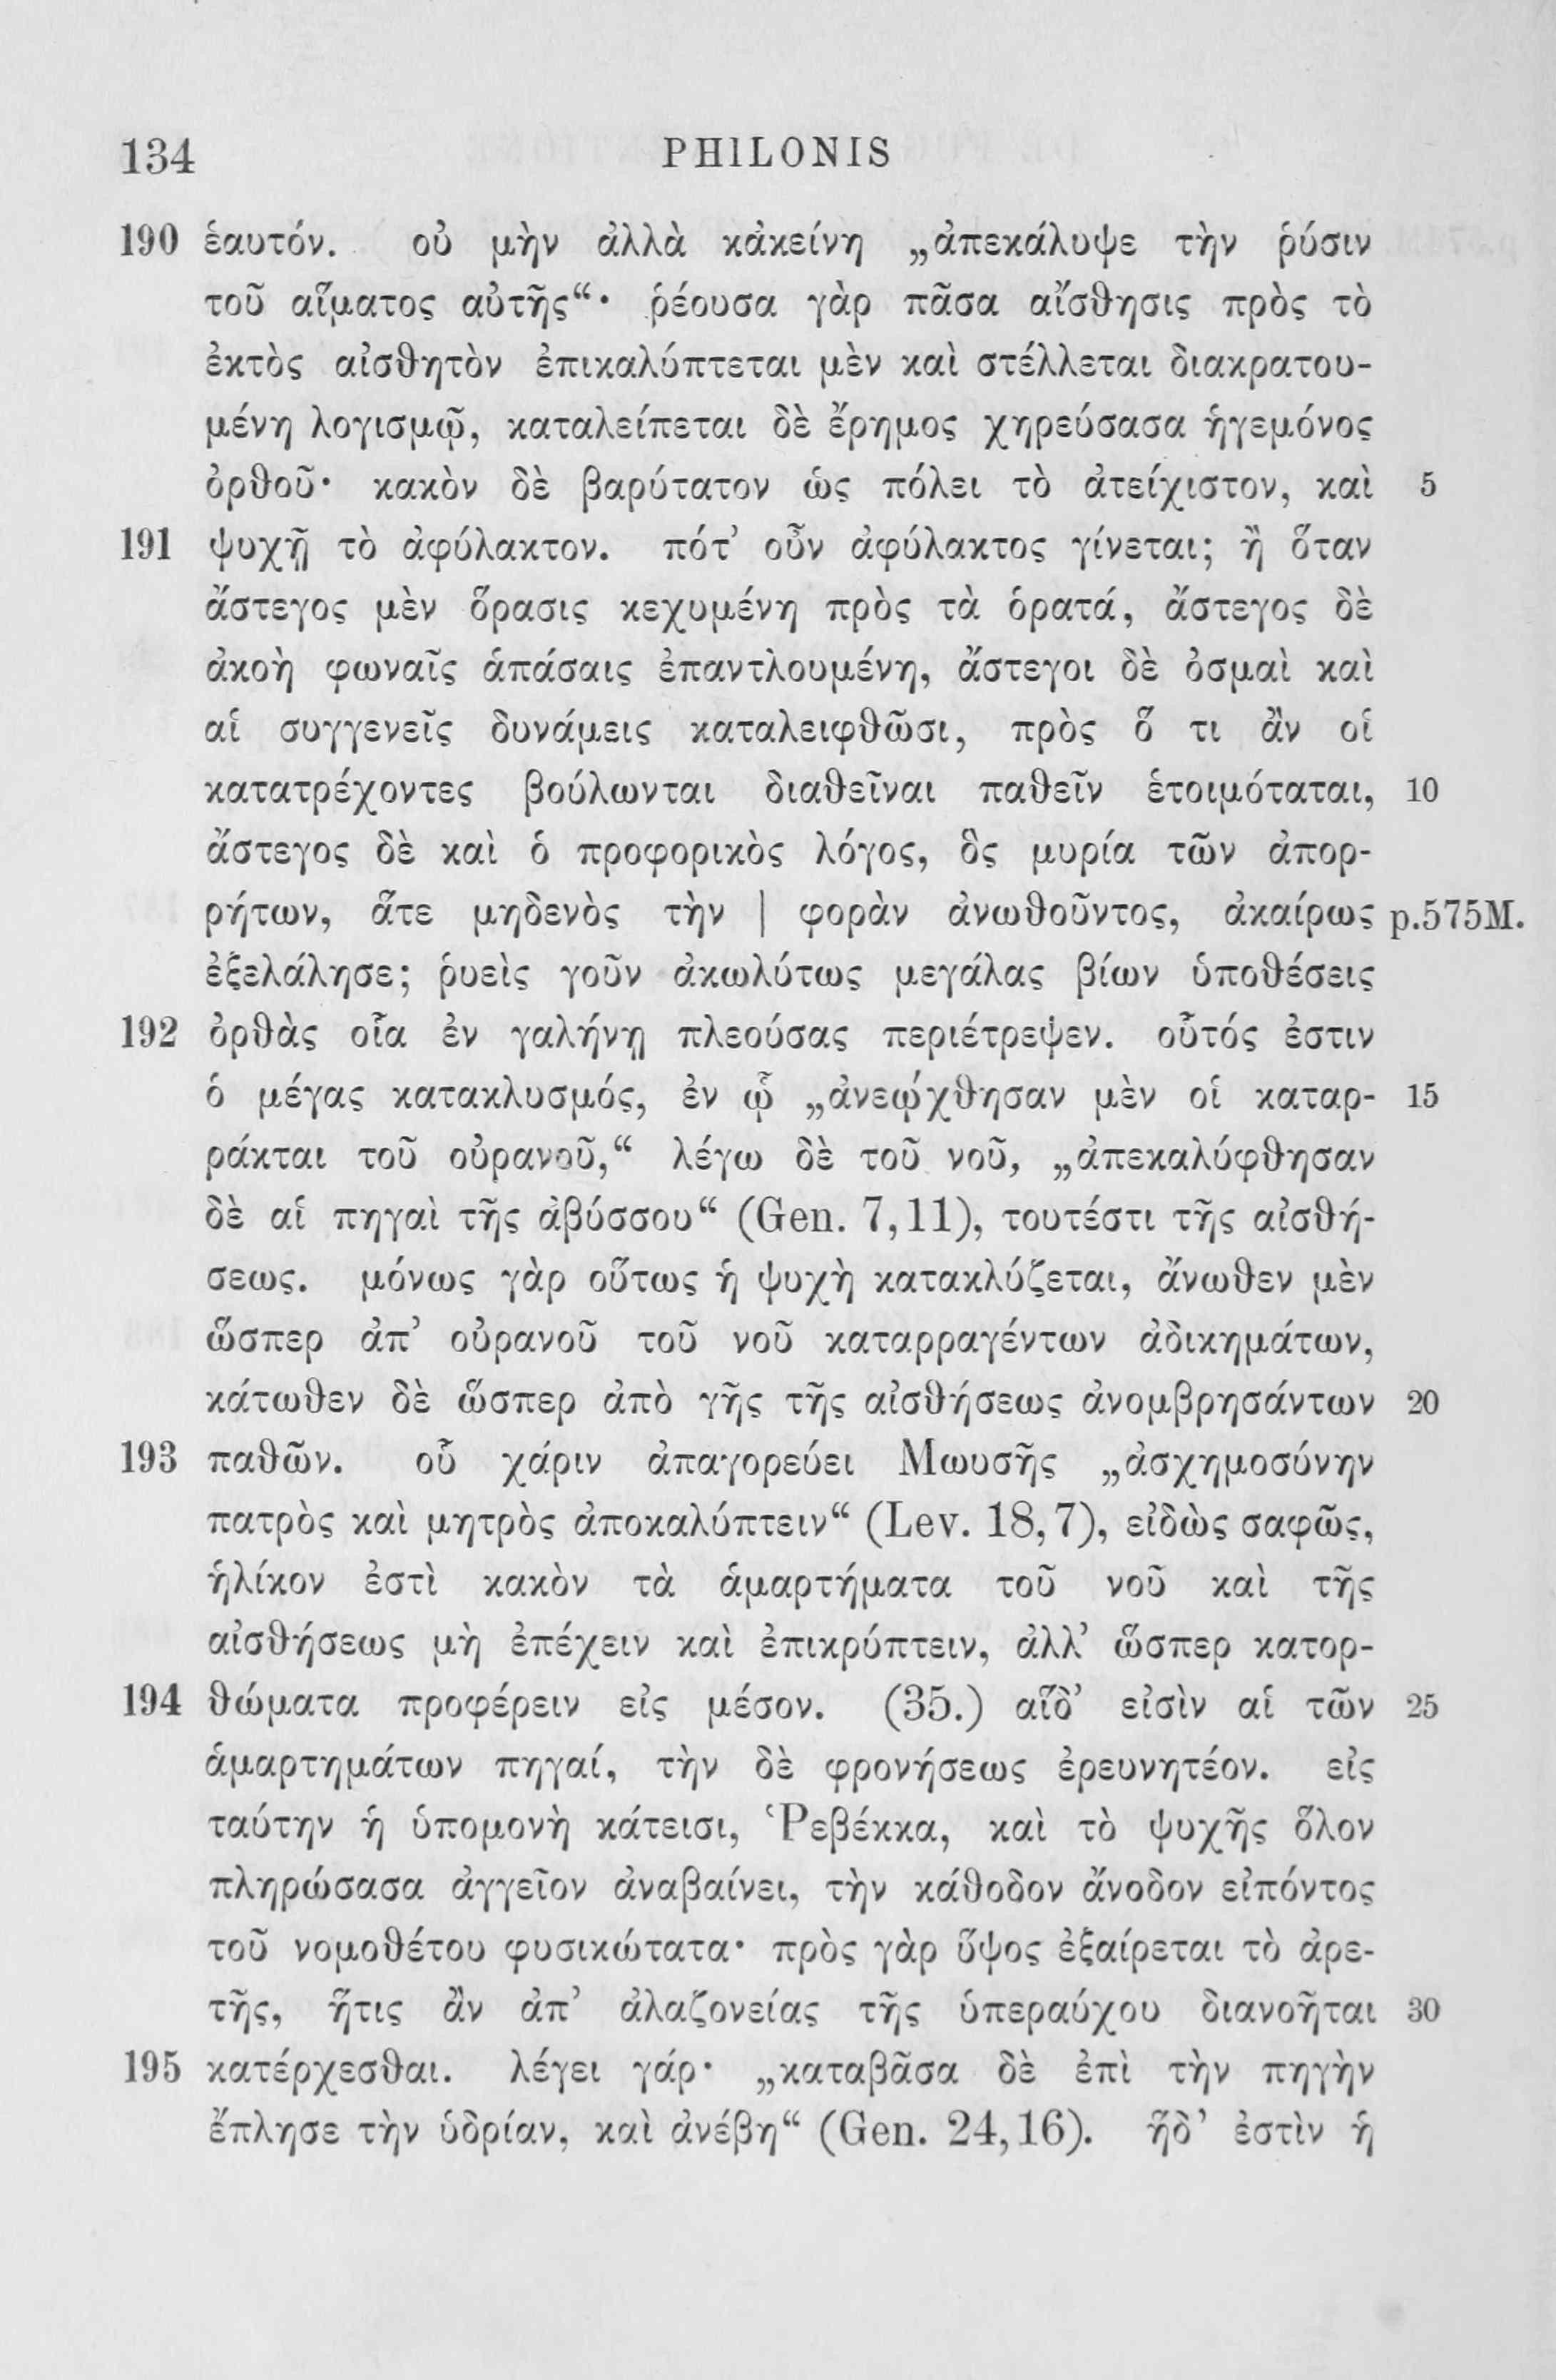 134 PHILONIS
190 ἑαυτόν. οὐ μὴν ἀλλὰ κἀκείνη „ἀπεκάλυψε τὴν ῥύσιν
τοῦ αἵματος αὐτῆς“· ῥέουσα γὰρ πᾶσα αἴσθησις πρὸς τὸ
ἐκτὸς αἰσθητὸν ἐπικαλύπτεται μὲν καὶ στέλλεται διακρατου-
μένη λογισμῷ, καταλείπεται δὲ ἔρημος χηρεύσασα ἡγεμόνος
ὀρθοῦ· κακὸν δὲ βαρύτατον ὡς πόλει τὸ ἀτείχιστον, καὶ 5
191 ψυχῇ τὸ ἀφύλακτον. πότ’ οὖν ἀφύλακτος γίνεται; ἢ ὅταν
ἄστεγος μὲν ὅρασις κεχυμένη πρὸς τὰ ὁρατά, ἄστεγος δὲ
ἀκοὴ φωναῖς ἁπάσαις ἐπαντλουμένη, ἄστεγοι δὲ ὀσμαὶ καὶ
αἱ συγγενεῖς δυνάμεις καταλειφθῶσι, πρὸς ὅ τι ἂν οἱ
κατατρέχοντες βούλωνται διαθεῖναι παθεῖν ἑτοιμόταται, 10
ἄστεγος δὲ καὶ ὁ προφορικὸς λόγος, ὃς μυρία τῶν ἀπορ-
ρήτων, ἅτε μηδενὸς τὴν | φορὰν ἀνωθοῦντος, ἀκαίρως p.575M.
ἐξελάλησε; ῥυεὶς γοῦν ἀκωλύτως μεγάλας βίων ὑποθέσεις
192 ὀρθὰς οἷα ἐν γαλήνῃ πλεούσας περιέτρεψεν. οὗτός ἐστιν
ὁ μέγας κατακλυσμός, ἐν ᾧ „ἀνεῴχθησαν μὲν οἱ καταρ- 15
ράκται τοῦ οὐρανοῦ,“ λέγω δὲ τοῦ νοῦ, „ἀπεκαλύφθησαν
δὲ αἱ πηγαὶ τῆς ἀβύσσου“ (Gen. 7,11), τουτέστι τῆς αἰσθή-
σεως. μόνως γὰρ οὕτως ἡ ψυχὴ κατακλύζεται, ἄνωθεν μὲν
ὥσπερ ἀπ’ οὐρανοῦ τοῦ νοῦ καταρραγέντων ἀδικημάτων,
κάτωθεν δὲ ὥσπερ ἀπὸ γῆς τῆς αἰσθήσεως ἀνομβρησάντων 20
193 παθῶν. οὗ χάριν ἀπαγορεύει Μωυσῆς „ἀσχημοσύνην
πατρὸς καὶ μητρὸς ἀποκαλύπτειν“ (Lev. 18,7), εἰδὼς σαφῶς,
ἡλίκον ἐστὶ κακὸν τὰ ἁμαρτήματα τοῦ νοῦ καὶ τῆς
αἰσθήσεως μὴ ἐπέχειν καὶ ἐπικρύπτειν, ἀλλ’ ὥσπερ κατορ-
194 θώματα προφέρειν εἰς μέσον. (35.) αἵδ’ εἰσὶν αἱ τῶν 25
ἁμαρτημάτων πηγαί, τὴν δὲ φρονήσεως ἐρευνητέον. εἰς
ταύτην ἡ ὑπομονὴ κάτεισι, Ῥεβέκκα, καὶ τὸ ψυχῆς ὅλον
πληρώσασα ἀγγεῖον ἀναβαίνει, τὴν κάθοδον ἄνοδον εἰπόντος
τοῦ νομοθέτου φυσικώτατα· πρὸς γὰρ ὕψος ἐξαίρεται τὸ ἀρε-
τῆς, ἥτις ἂν ἀπ’ ἀλαζονείας τῆς ὑπεραύχου διανοῆται 30
195 κατέρχεσθαι. λέγει γάρ· „καταβᾶσα δὲ ἐπὶ τὴν πηγὴν
ἔπλησε τὴν ὑδρίαν, καὶ ἀνέβη“ (Gen. 24,16). ἥδ’ ἐστὶν ἡ